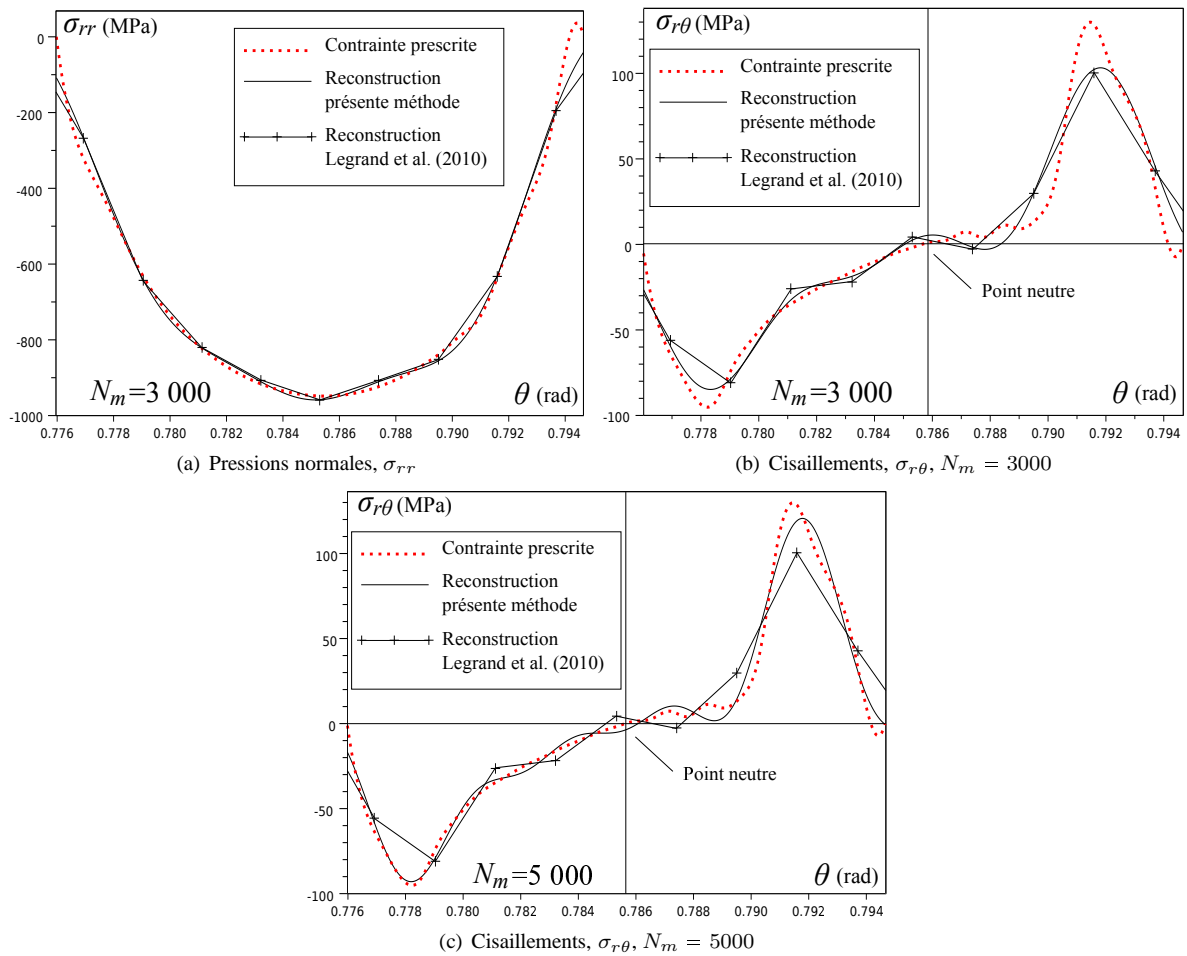 σrr (MPa)
Contrainte prescrite
Reconstruction
présente méthode
Reconstruction
Legrand et al. (2010)
0
-200
-400
-600
-800
-1000
Nm=3 000
θ (rad)
0.776 0.778 0.780 0.782 0.784 0.786 0.788 0.790 0.792 0.794
(a) Pressions normales, σrr
σrθ (MPa)
Contrainte prescrite
Reconstruction
présente méthode
Reconstruction
Legrand et al. (2010)
100
50
0
-50
-100
Point neutre
Nm=3 000
θ (rad)
0.778 0.780 0.782 0.784 0.786 0.788 0.790 0.792 0.794
(b) Cisaillements, σrθ, Nm = 3000
σrθ (MPa)
Contrainte prescrite
Reconstruction
présente méthode
Reconstruction
Legrand et al. (2010)
100
50
0
-50
-100
Point neutre
Nm=5 000
θ (rad)
0.776 0.778 0.780 0.782 0.784 0.786 0.788 0.790 0.792 0.794
(c) Cisaillements, σrθ, Nm = 5000